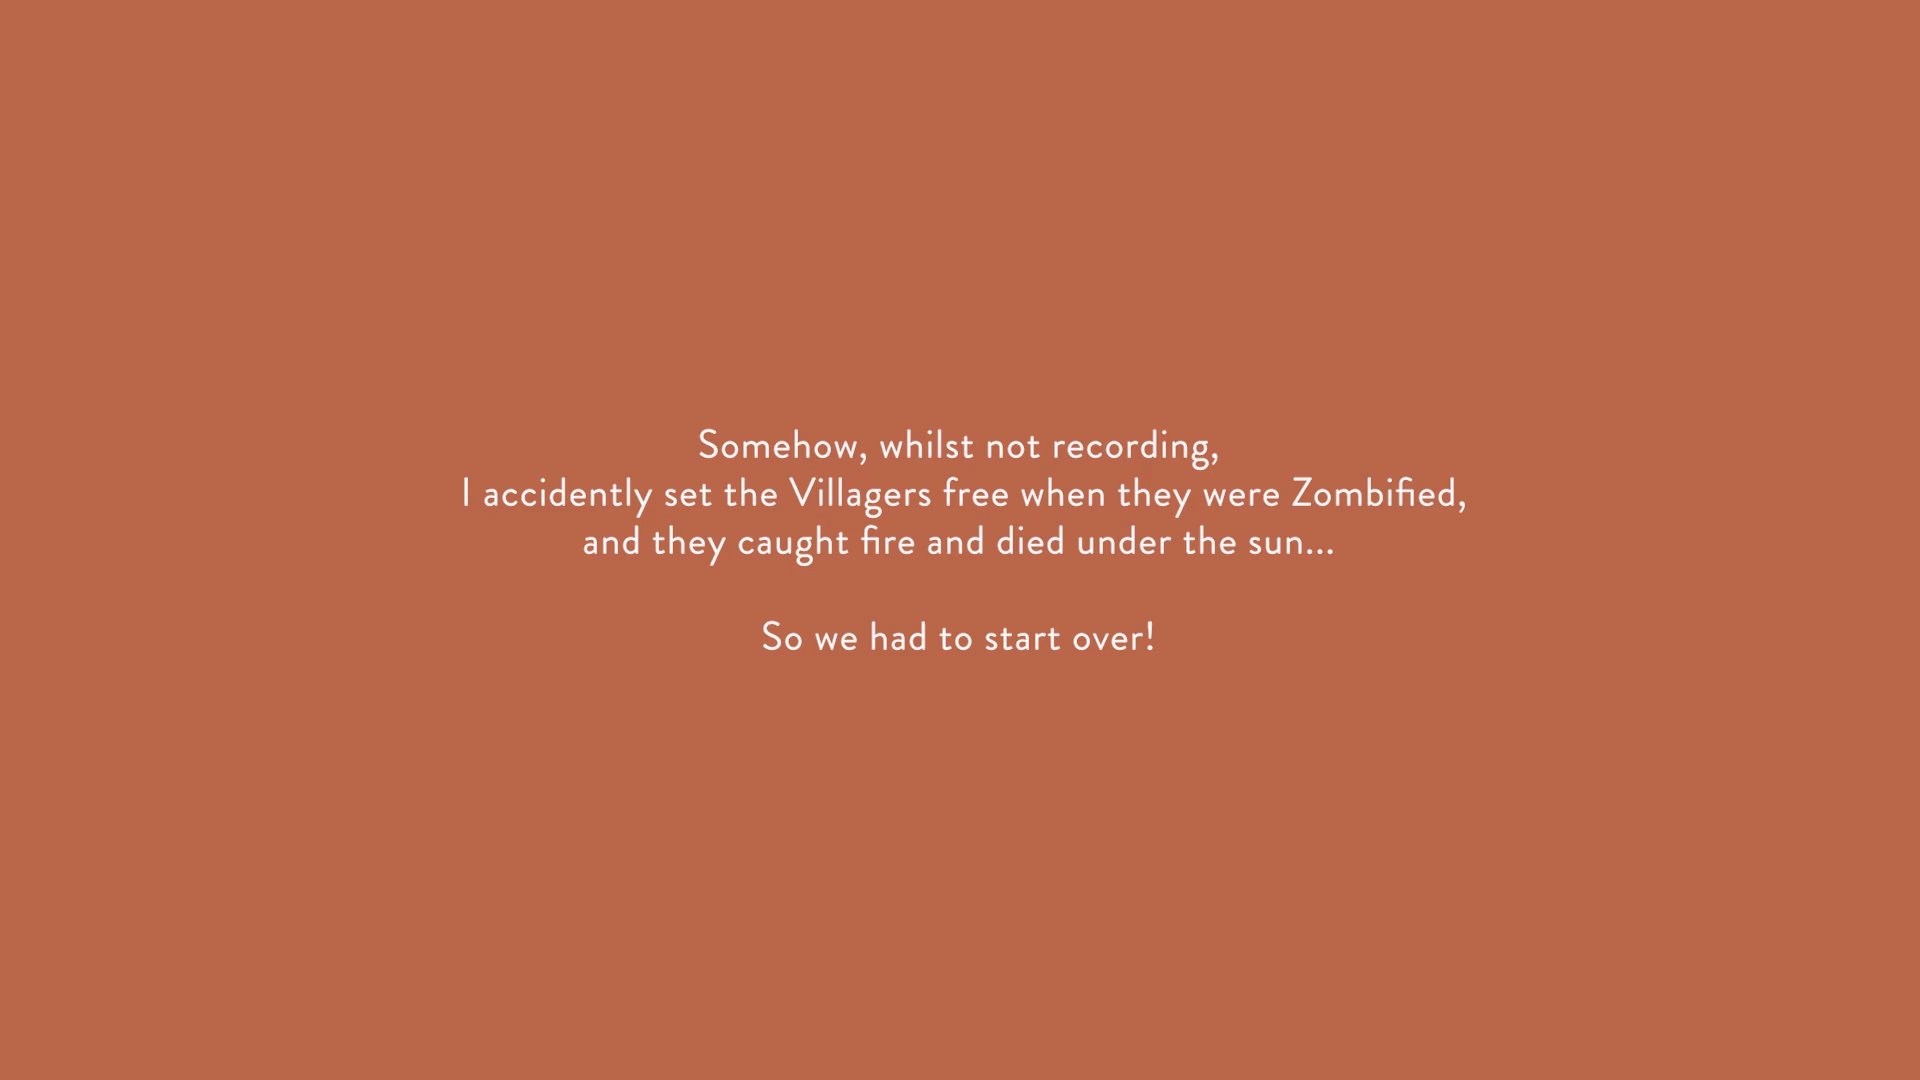 Somehow, whilst not recording,
I accidently set the Villagers free when they were Zombified,
and they caught fire and died under the sun...
So we had to start over!